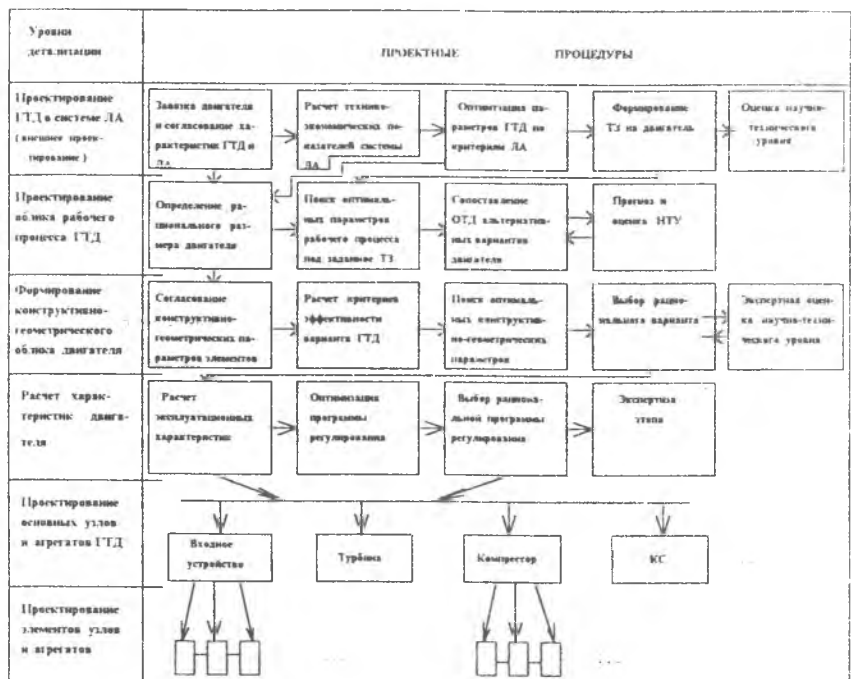 Уровни
детализации
ПРОЕКТНЫЕ ПРОЦЕДУРЫ
Проектирование
ГТД в системе ЛА
(внешнее проек-
тирование)
Завязка двигателя
и согласование ха-
рактеристик ГТД и
ЛА
Расчет технико-
экономических по-
казателей системы
ЛА
Оптимизация па-
раметров ГТД по
критериям ЛА
Формирование
ТЗ на двигатель
Оценка научно-
технического
уровня
Проектирование
облика рабочего
процесса ГТД
Определение ра-
ционального раз-
мера двигателя
Поиск оптималь-
ных параметров
рабочего процесса
под заданное ТЗ
Сопоставление
ОТД альтернатив-
ных вариантов
двигателя
Прогноз и
оценка НТУ
Формирование
конструктивно-
геометрического
облика двигателя
Согласование
конструктивно-
геометрических па-
раметров элементов
Расчет критериев
эффективности
варианта ГТД
Поиск оптималь-
ных конструктив-
но-геометрических
параметров
Выбор рацио-
нального варианта
Экспертная оцен-
ка научно-техни-
ческого уровня
Расчет харак-
теристик двига-
теля
Расчет
эксплуатационных
характеристик
Оптимизация
программы
регулирования
Выбор рациональ-
ной программы
регулирования
Экспертиза
этапа
Проектирование
основных узлов
и агрегатов ГТД
Входное
устройство
Турбина
Компрессор
КС
Проектирование
элементов узлов
и агрегатов
....
....